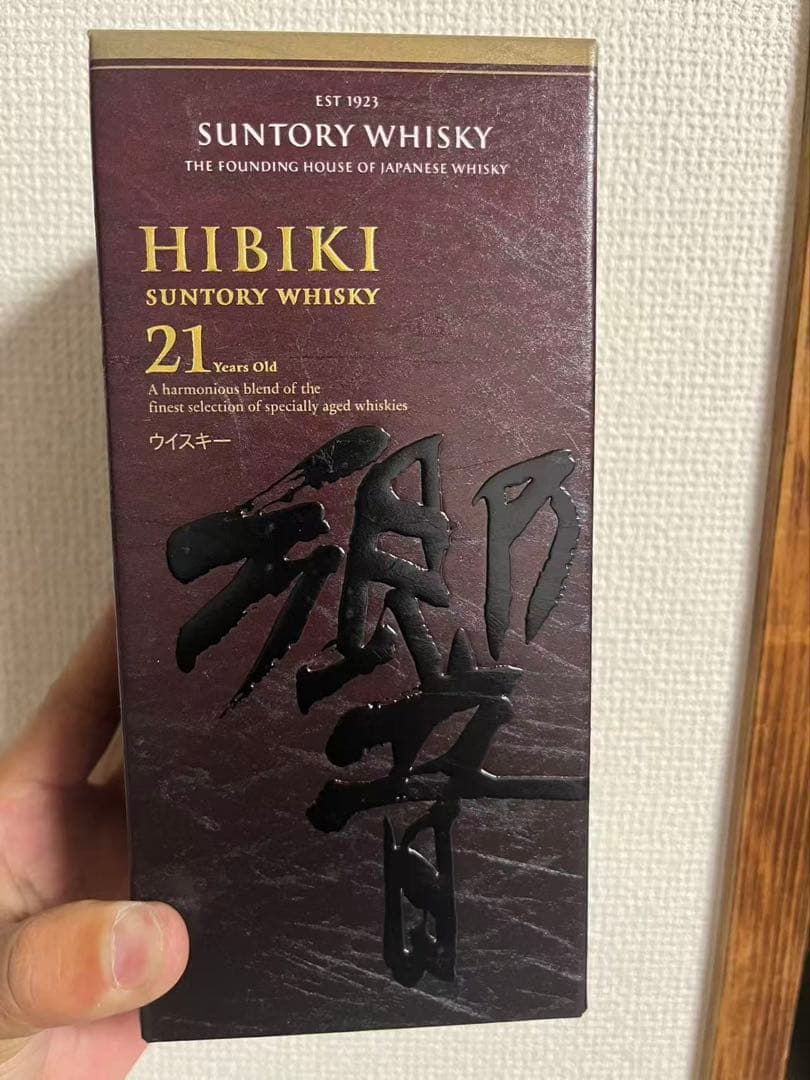 EST 1923
SUNTORY WHISKY
THE FOUNDING HOUSE OF JAPANESE WHISKY
HIBIKI
SUNTORY WHISKY
21 Years Old
A harmonious blend of the
finest selection of specially aged whiskies
ウイスキー
響